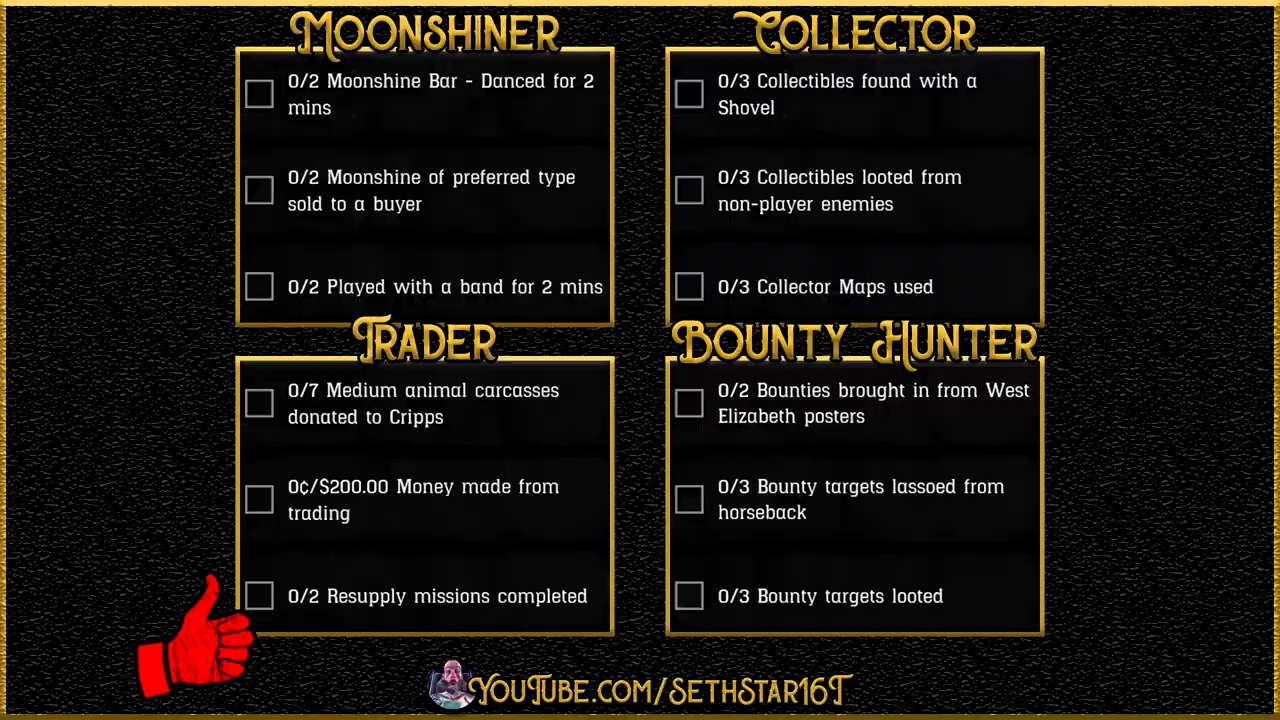 Moonshiner
0/2 Moonshine Bar - Danced for 2
mins
0/2 Moonshine of preferred type
sold to a buyer
0/2 Played with a band for 2 mins
Collector
0/3 Collectibles found with a
Shovel
0/3 Collectibles looted from
non-player enemies
0/3 Collector Maps used
Trader
0/7 Medium animal carcasses
donated to Cripps
0¢/$200.00 Money made from
trading
0/2 Resupply missions completed
Bounty Hunter
0/2 Bounties brought in from West
Elizabeth posters
0/3 Bounty targets lassoed from
horseback
0/3 Bounty targets looted
YouTube.com/SethStar16T